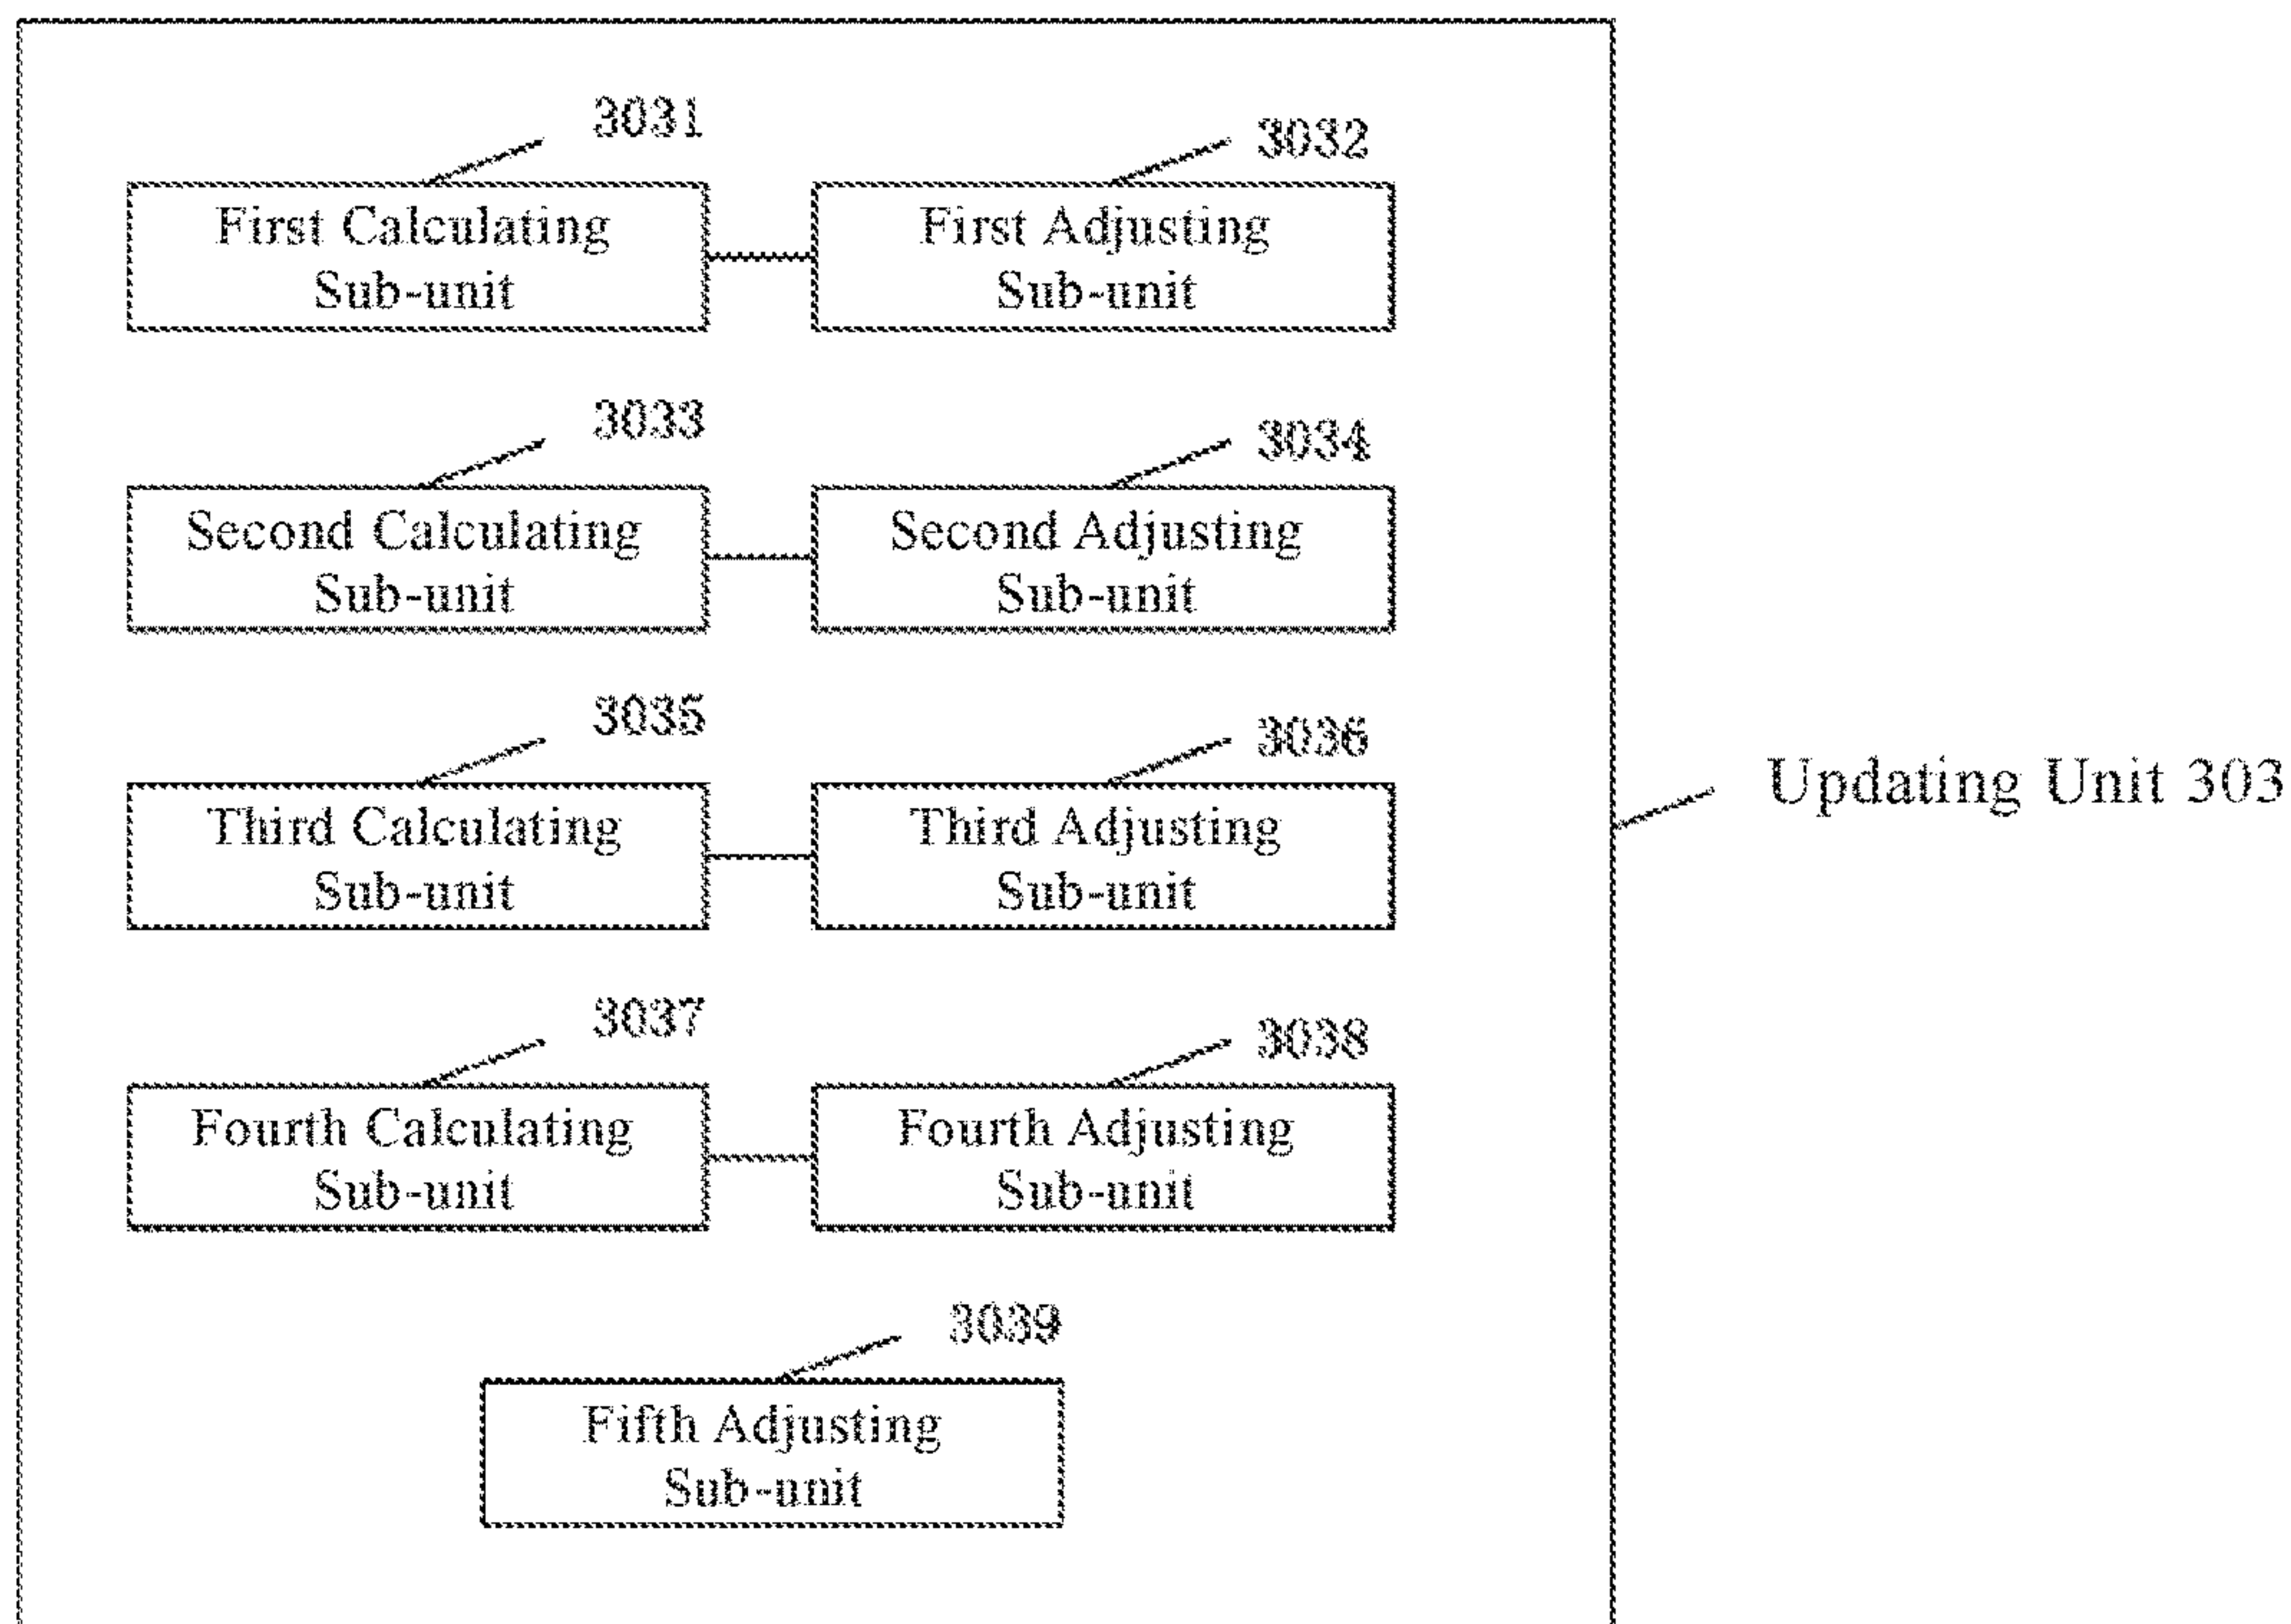 3031
3032
First Calculating
Sub-unit
First Adjusting
Sub-unit
3033
3034
Second Calculating
Sub-unit
Second Adjusting
Sub-unit
3035
3036
Third Calculating
Sub-unit
Third Adjusting
Sub-unit
Updating Unit 303
3037
3038
Fourth Calculating
Sub-unit
Fourth Adjusting
Sub-unit
3039
Fifth Adjusting
Sub-unit